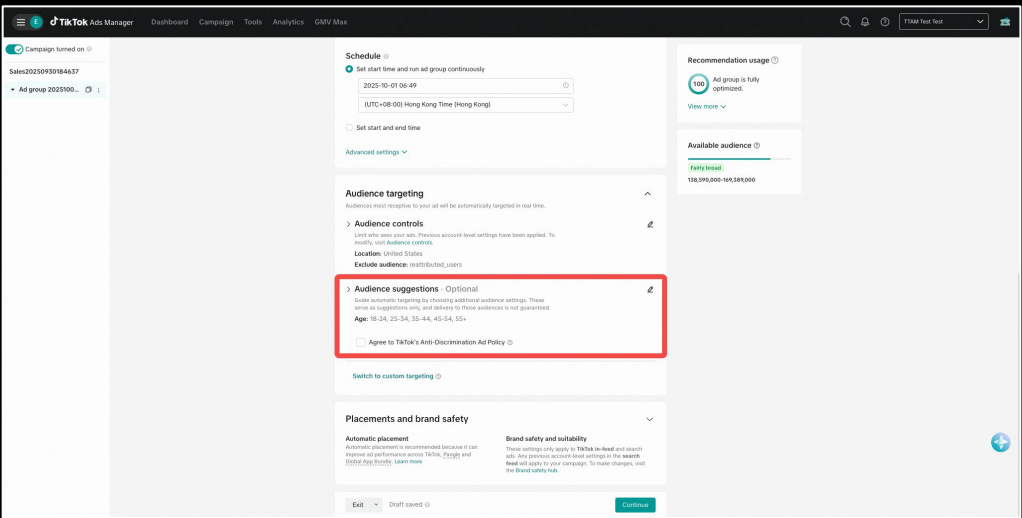 E TikTok Ads Manager Dashboard Campaign Tools Analytics GMV Max TTAM Test Test
Campaign turned on
Sales20250930184637
Ad group 2025100...
Schedule
Set start time and run ad group continuously
2025-10-01 06:49
(UTC+08:00) Hong Kong Time (Hong Kong)
Set start and end time
Advanced settings
Audience targeting
Audiences most receptive to your ad will be automatically targeted in real time.
Audience controls
Limit who sees your ads. Previous account-level settings have been applied. To
modify, visit Audience controls.
Location: United States
Exclude audience: reattributed_users
Audience suggestions · Optional
Guide automatic targeting by choosing additional audience settings. These
serve as suggestions only, and delivery to those audiences is not guaranteed.
Age: 18-24, 25-34, 35-44, 45-54, 55+
Agree to TikTok's Anti-Discrimination Ad Policy
Switch to custom targeting
Placements and brand safety
Automatic placement
Automatic placement is recommended because it can
improve ad performance across TikTok, Pangle and
Global App Bundle. Learn more
Brand safety and suitability
These settings only apply to TikTok in-feed and search
ads. Any previous account-level settings in the search
feed will apply to your campaign. To make changes, visit
the Brand safety hub.
Exit Draft saved Continue
Recommendation usage
100 Ad group is fully
optimized.
View more
Available audience
Fairly broad
138,590,000-169,389,000